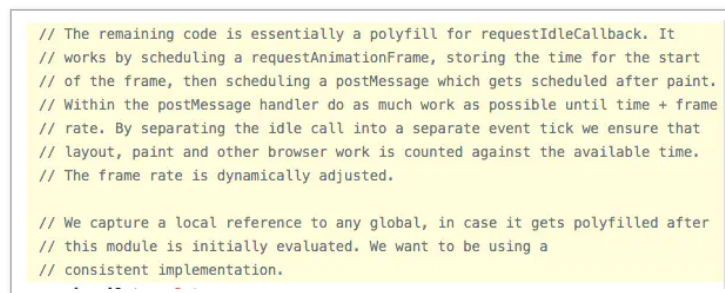 // The remaining code is essentially a polyfill for requestIdleCallback. It
// works by scheduling a requestAnimationFrame, storing the time for the start
// of the frame, then scheduling a postMessage which gets scheduled after paint.
// Within the postMessage handler do as much work as possible until time + frame
// rate. By separating the idle call into a separate event tick we ensure that
// layout, paint and other browser work is counted against the available time.
// The frame rate is dynamically adjusted.
// We capture a local reference to any global, in case it gets polyfilled after
// this module is initially evaluated. We want to be using a
// consistent implementation.